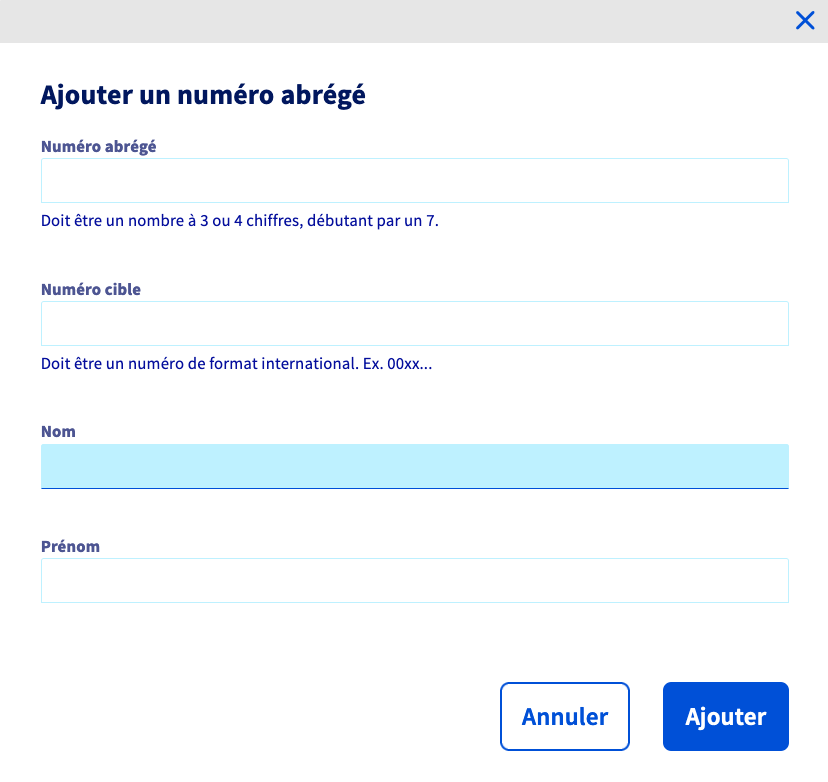 Ajouter un numéro abrégé
Numéro abrégé
Doit être un nombre à 3 ou 4 chiffres, débutant par un 7.
Numéro cible
Doit être un numéro de format international. Ex. 00xx...
Nom
Prénom
Annuler
Ajouter